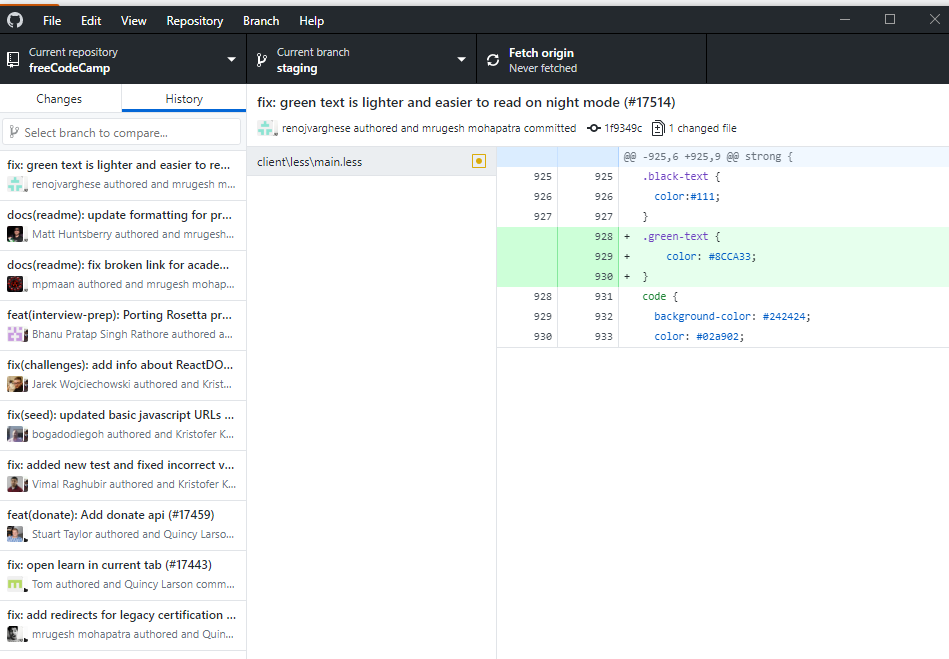 File Edit View Repository Branch Help
Current repository
freeCodeCamp
Current branch
staging
Fetch origin
Never fetched
Changes History
Select branch to compare...
fix: green text is lighter and easier to re...
renojvarghese authored and mrugesh m...
docs(readme): update formatting for pr...
Matt Huntsberry authored and mrugesh...
docs(readme): fix broken link for acade...
mpmaan authored and mrugesh mohap...
feat(interview-prep): Porting Rosetta pr...
Bhanu Pratap Singh Rathore authored a...
fix(challenges): add info about ReactDO...
Jarek Wojciechowski authored and Krist...
fix(seed): updated basic javascript URLs ...
bogadodiegoh authored and Kristofer K...
fix: added new test and fixed incorrect v...
Vimal Raghubir authored and Kristofer K...
feat(donate): Add donate api (#17459)
Stuart Taylor authored and Quincy Larso...
fix: open learn in current tab (#17443)
Tom authored and Quincy Larson comm...
fix: add redirects for legacy certification ...
mrugesh mohapatra authored and Quin...
fix: green text is lighter and easier to read on night mode (#17514)
renojvarghese authored and mrugesh mohapatra committed 1f9349c 1 changed file
client\less\main.less
@@ -925,6 +925,9 @@ strong {
925 925 .black-text {
926 926 color:#111;
927 927 }
928 + .green-text {
929 + color: #8CCA33;
930 + }
928 931 code {
929 932 background-color: #242424;
930 933 color: #02a902;